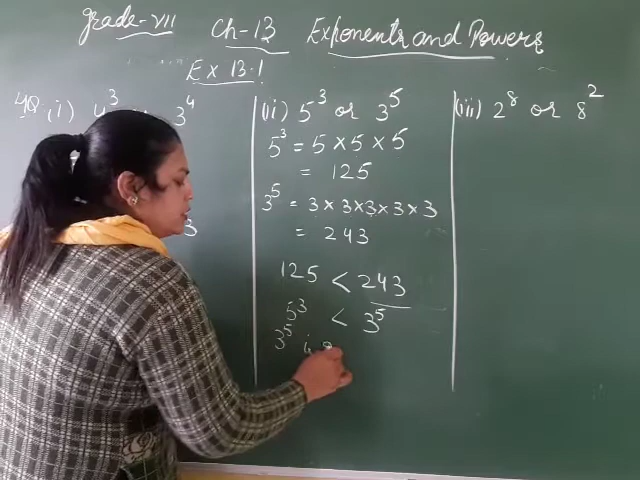 Grade-VII Ch-13 Exponents and Powers
Ex 13.1
4Q. (i) 4³ 3⁴
3
(ii) 5³ or 3⁵
5³ = 5 × 5 × 5
= 125
3⁵ = 3 × 3 × 3 × 3 × 3
= 243
125 < 243
5³ < 3⁵
3⁵ is
(iii) 2⁸ or 8²